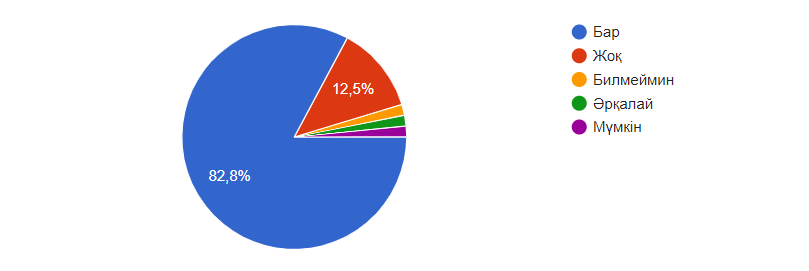 Бар
Жоқ
Билмеймин
Әрқалай
Мүмкін
12,5%
82,8%